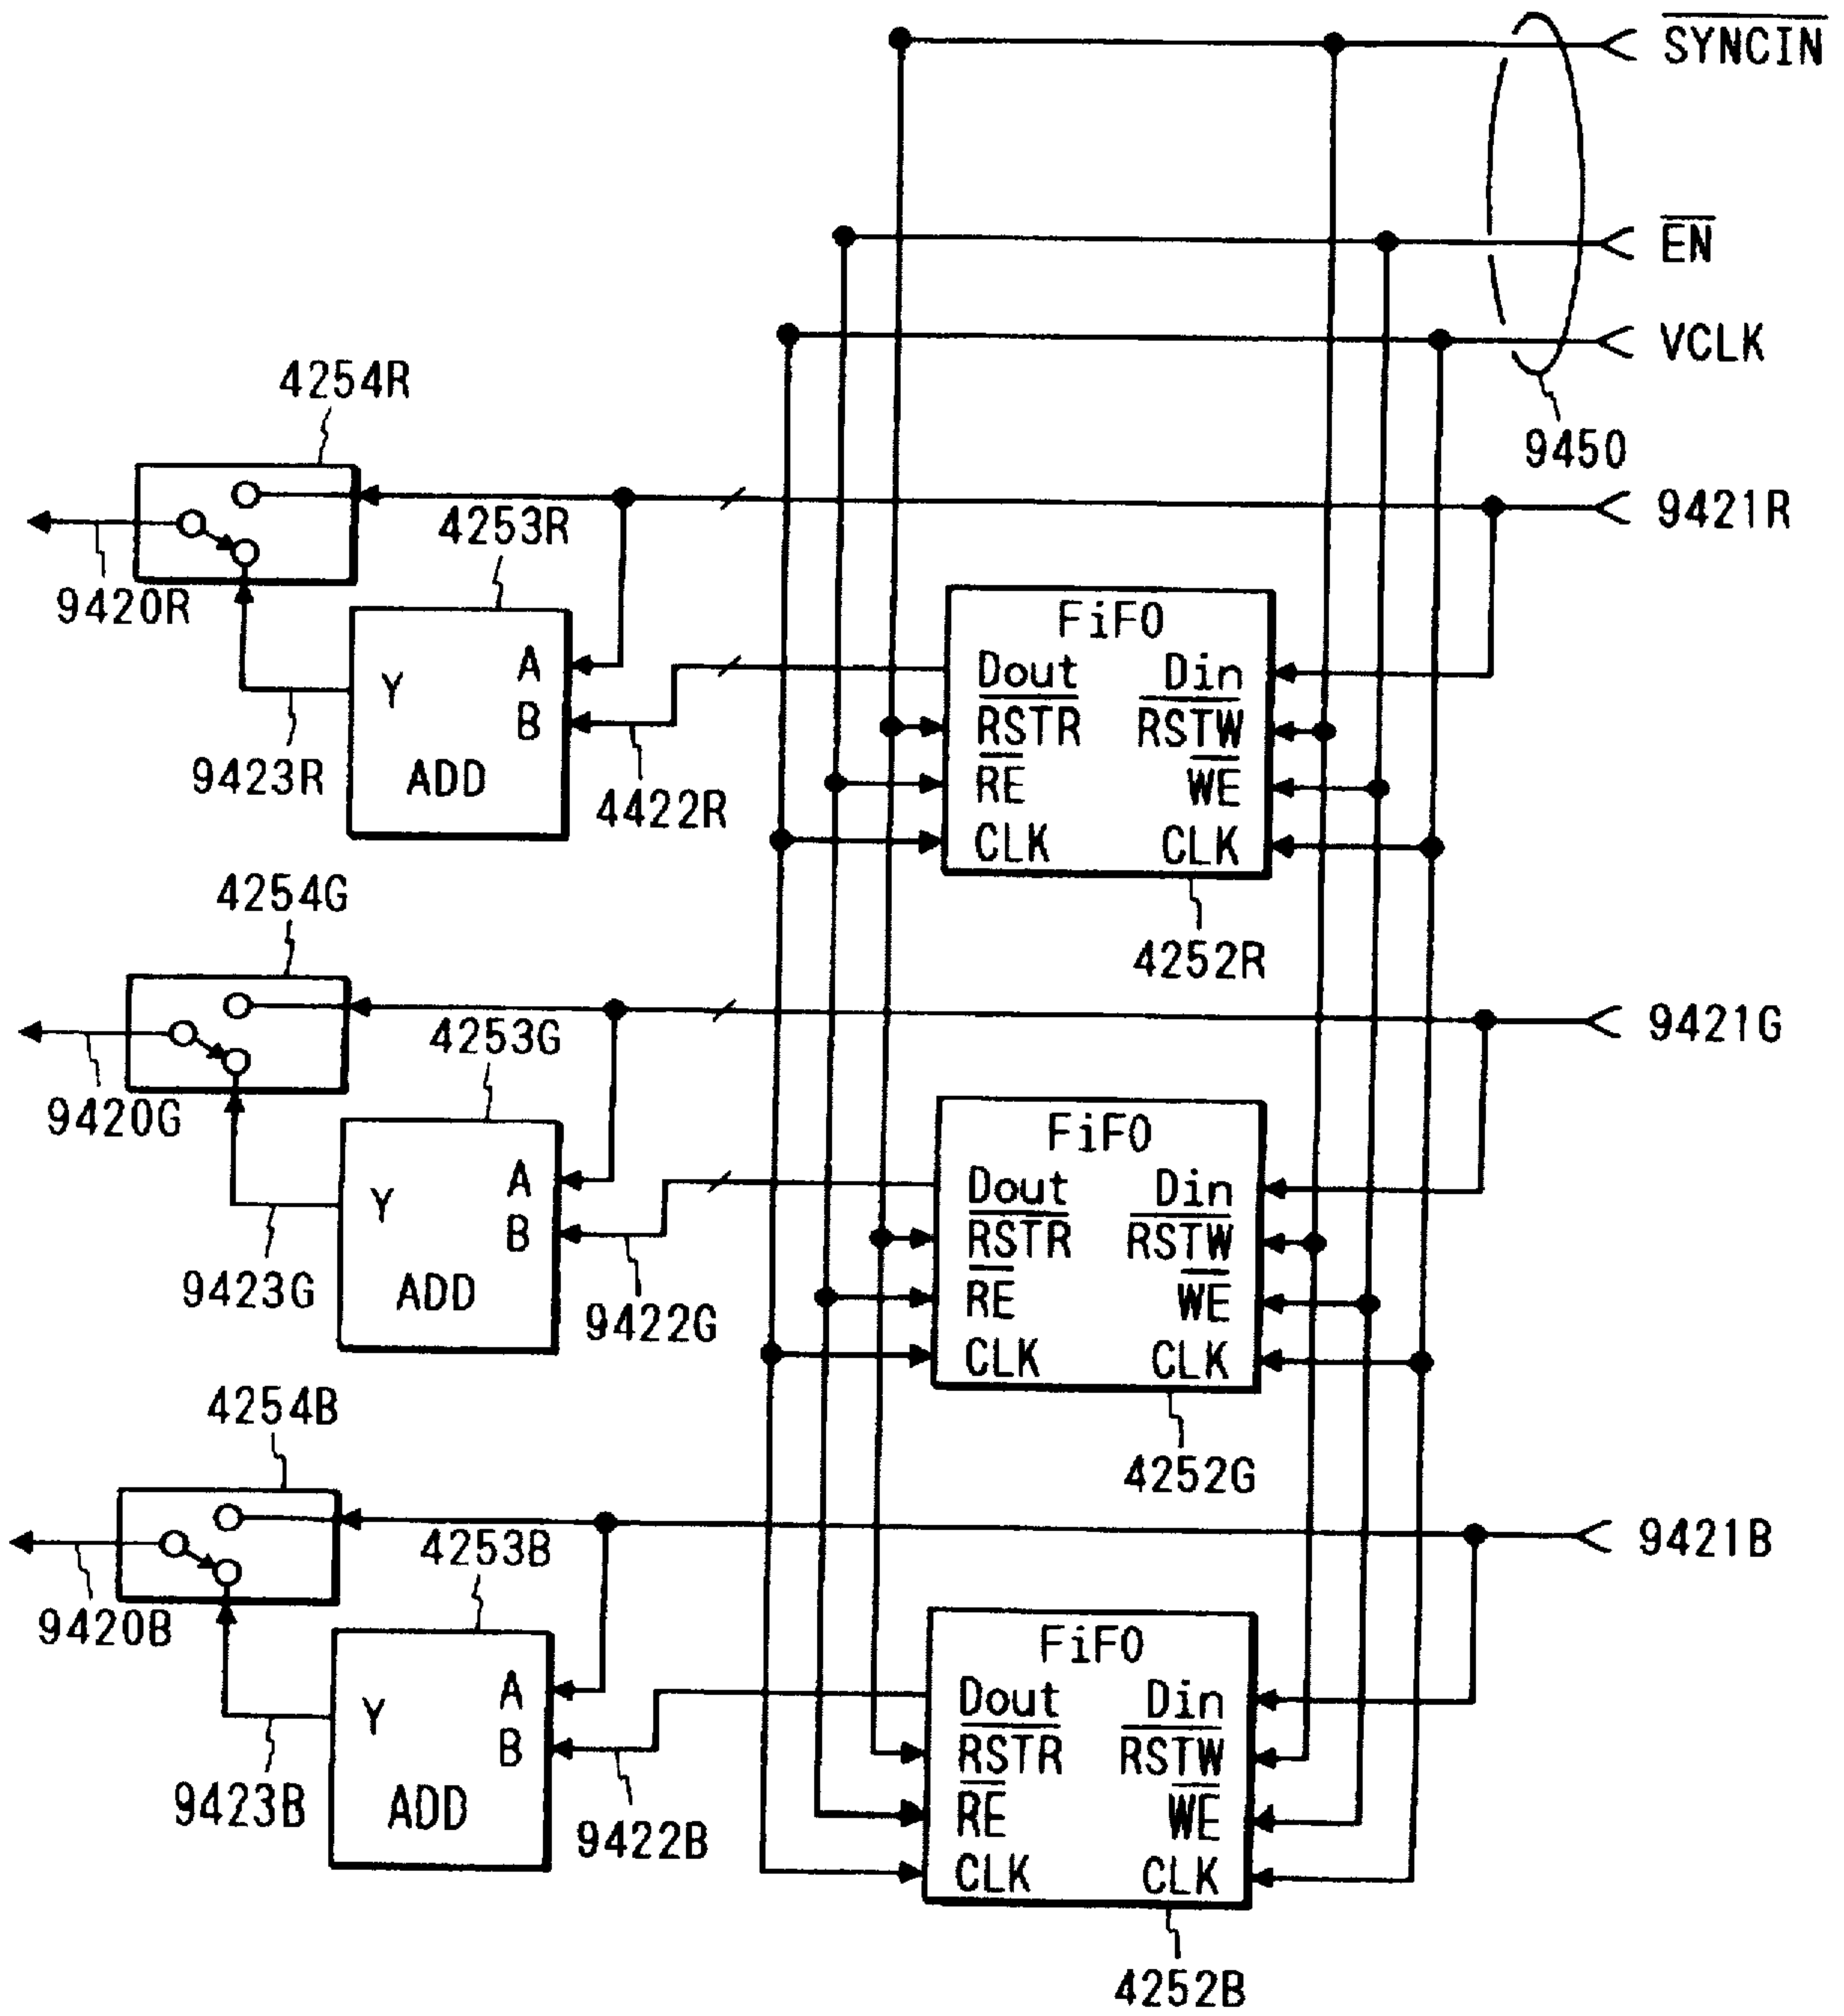 SYNCIN
EN
VCLK
9450
4254R
9421R
4253R
9420R
FiFO
Dout Din
RSTR RSTW
RE WE
CLK CLK
A
Y
B
ADD
9423R
4422R
4252R
4254G
9421G
4253G
9420G
FiFO
Dout Din
RSTR RSTW
RE WE
CLK CLK
A
Y
B
ADD
9423G
9422G
4252G
4254B
9421B
4253B
9420B
FiFO
Dout Din
RSTR RSTW
RE WE
CLK CLK
A
Y
B
ADD
9423B
9422B
4252B